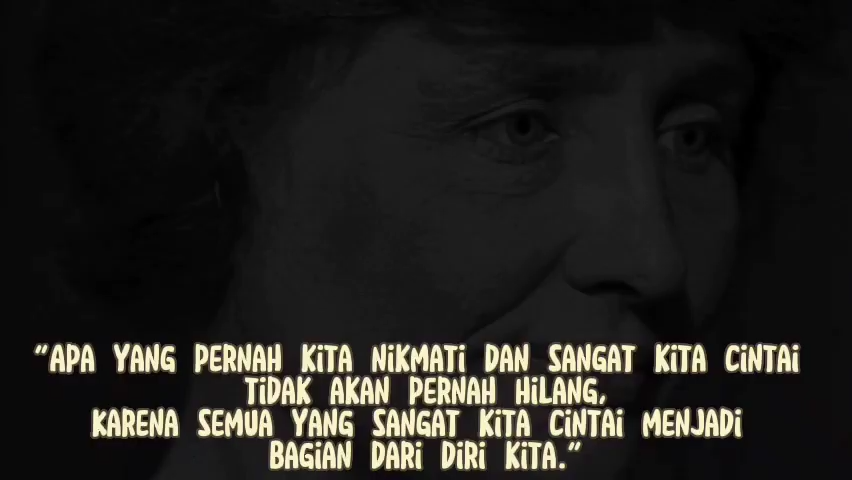 "APA YANG PERNAH KITA NIKMATI DAN SANGAT KITA CINTAI
TIDAK AKAN PERNAH HILANG,
KARENA SEMUA YANG SANGAT KITA CINTAI MENJADI
BAGIAN DARI DIRI KITA."